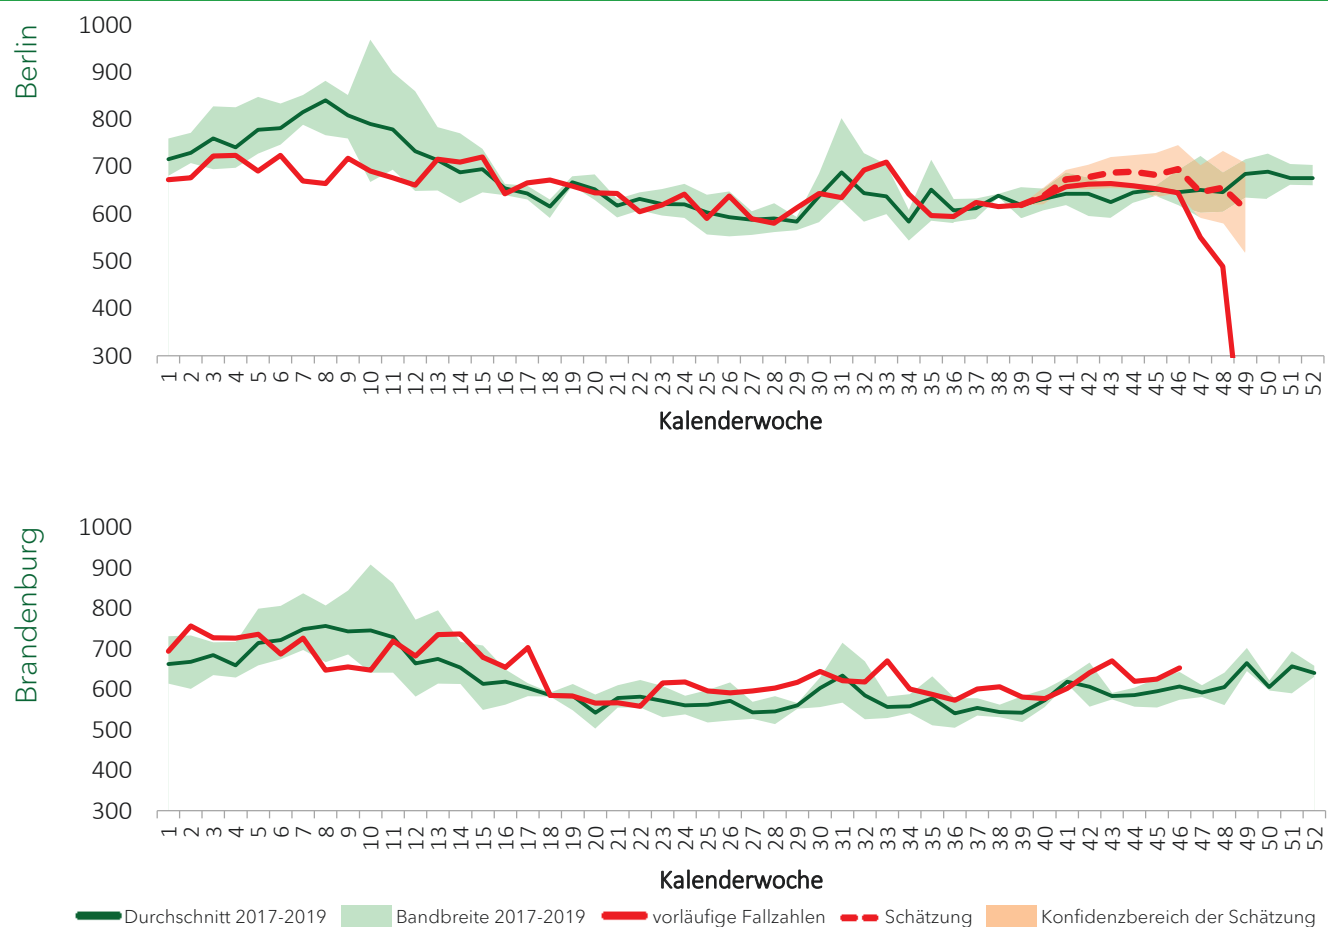 Berlin
1000
900
800
700
600
500
400
300
1 2 3 4 5 6 7 8 9 10 11 12 13 14 15 16 17 18 19 20 21 22 23 24 25 26 27 28 29 30 31 32 33 34 35 36 37 38 39 40 41 42 43 44 45 46 47 48 49 50 51 52
Kalenderwoche
Brandenburg
1000
900
800
700
600
500
400
300
1 2 3 4 5 6 7 8 9 10 11 12 13 14 15 16 17 18 19 20 21 22 23 24 25 26 27 28 29 30 31 32 33 34 35 36 37 38 39 40 41 42 43 44 45 46 47 48 49 50 51 52
Kalenderwoche
Durchschnitt 2017-2019 Bandbreite 2017-2019 vorläufige Fallzahlen Schätzung Konfidenzbereich der Schätzung